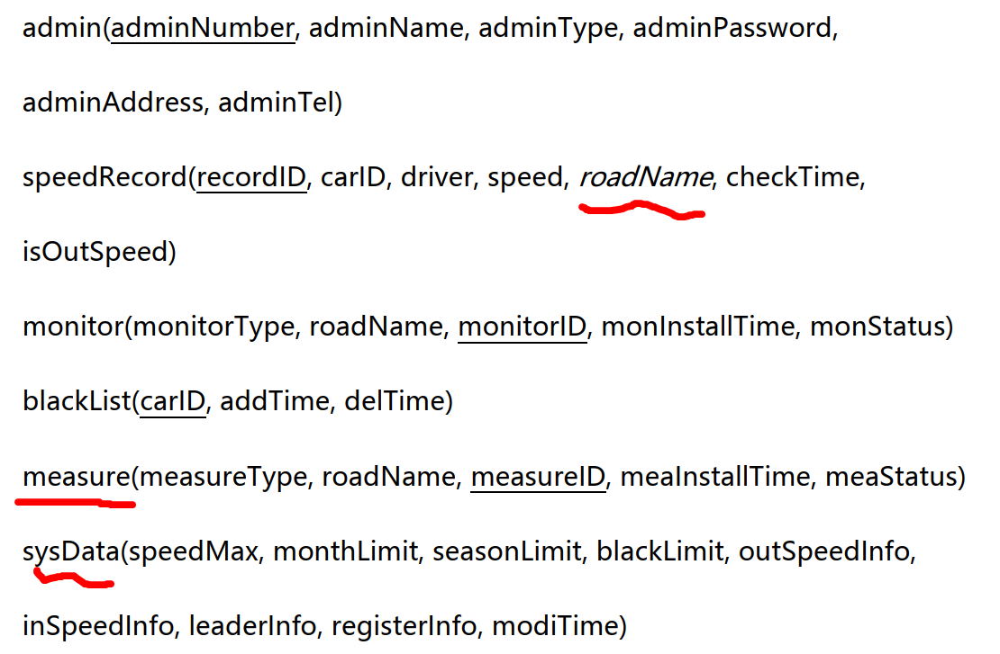 admin(adminNumber, adminName, adminType, adminPassword,
adminAddress, adminTel)
speedRecord(recordID, carID, driver, speed, roadName, checkTime,
isOutSpeed)
monitor(monitorType, roadName, monitorID, monInstallTime, monStatus)
blackList(carID, addTime, delTime)
measure(measureType, roadName, measureID, meaInstallTime, meaStatus)
sysData(speedMax, monthLimit, seasonLimit, blackLimit, outSpeedInfo,
inSpeedInfo, leaderInfo, registerInfo, modiTime)